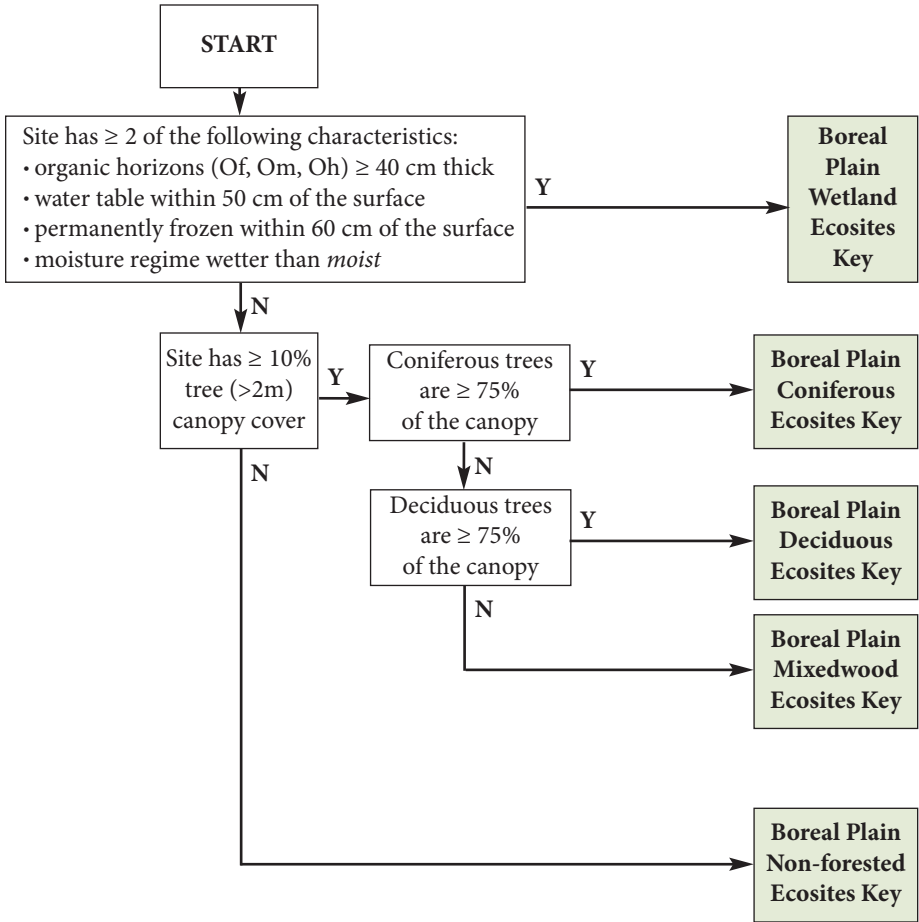 START
Site has ≥ 2 of the following characteristics:
• organic horizons (Of, Om, Oh) ≥ 40 cm thick
• water table within 50 cm of the surface
• permanently frozen within 60 cm of the surface
• moisture regime wetter than moist
Y
Boreal
Plain
Wetland
Ecosites
Key
N
Site has ≥ 10%
tree (>2m)
canopy cover
Y
Coniferous trees
are ≥ 75%
of the canopy
Y
Boreal Plain
Coniferous
Ecosites Key
N
N
Deciduous trees
are ≥ 75%
of the canopy
Y
Boreal Plain
Deciduous
Ecosites Key
N
Boreal Plain
Mixedwood
Ecosites Key
Boreal Plain
Non-forested
Ecosites Key